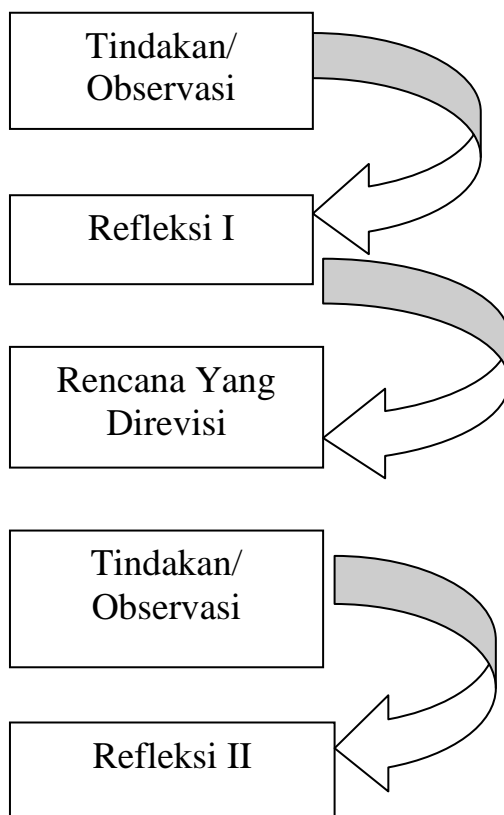 Tindakan/
Observasi
Refleksi I
Rencana Yang
Direvisi
Tindakan/
Observasi
Refleksi II